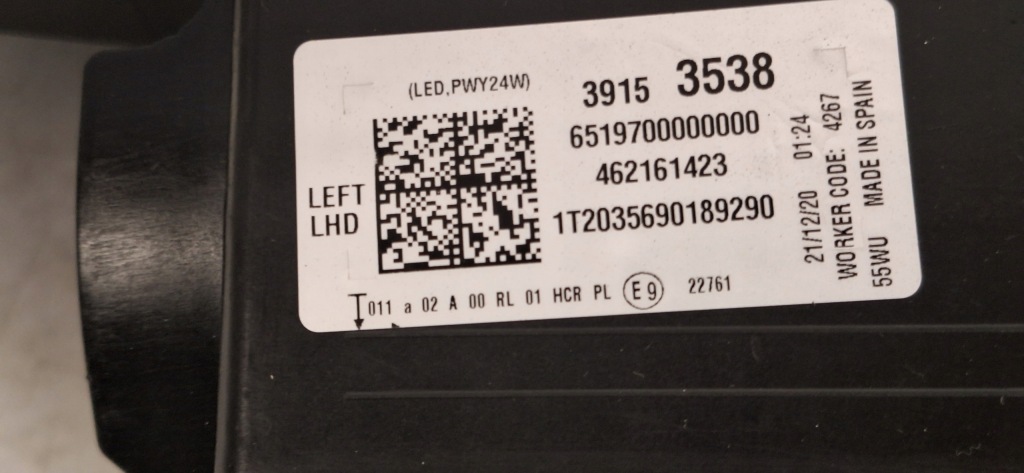 (LED,PWY24W)
3915 3538
6519700000000
462161423
1T2035690189290
LEFT
LHD
011 a 02 A 00 RL 01 HCR PL E9 22761
21/12/20 01:24
WORKER CODE: 4267
55WU MADE IN SPAIN